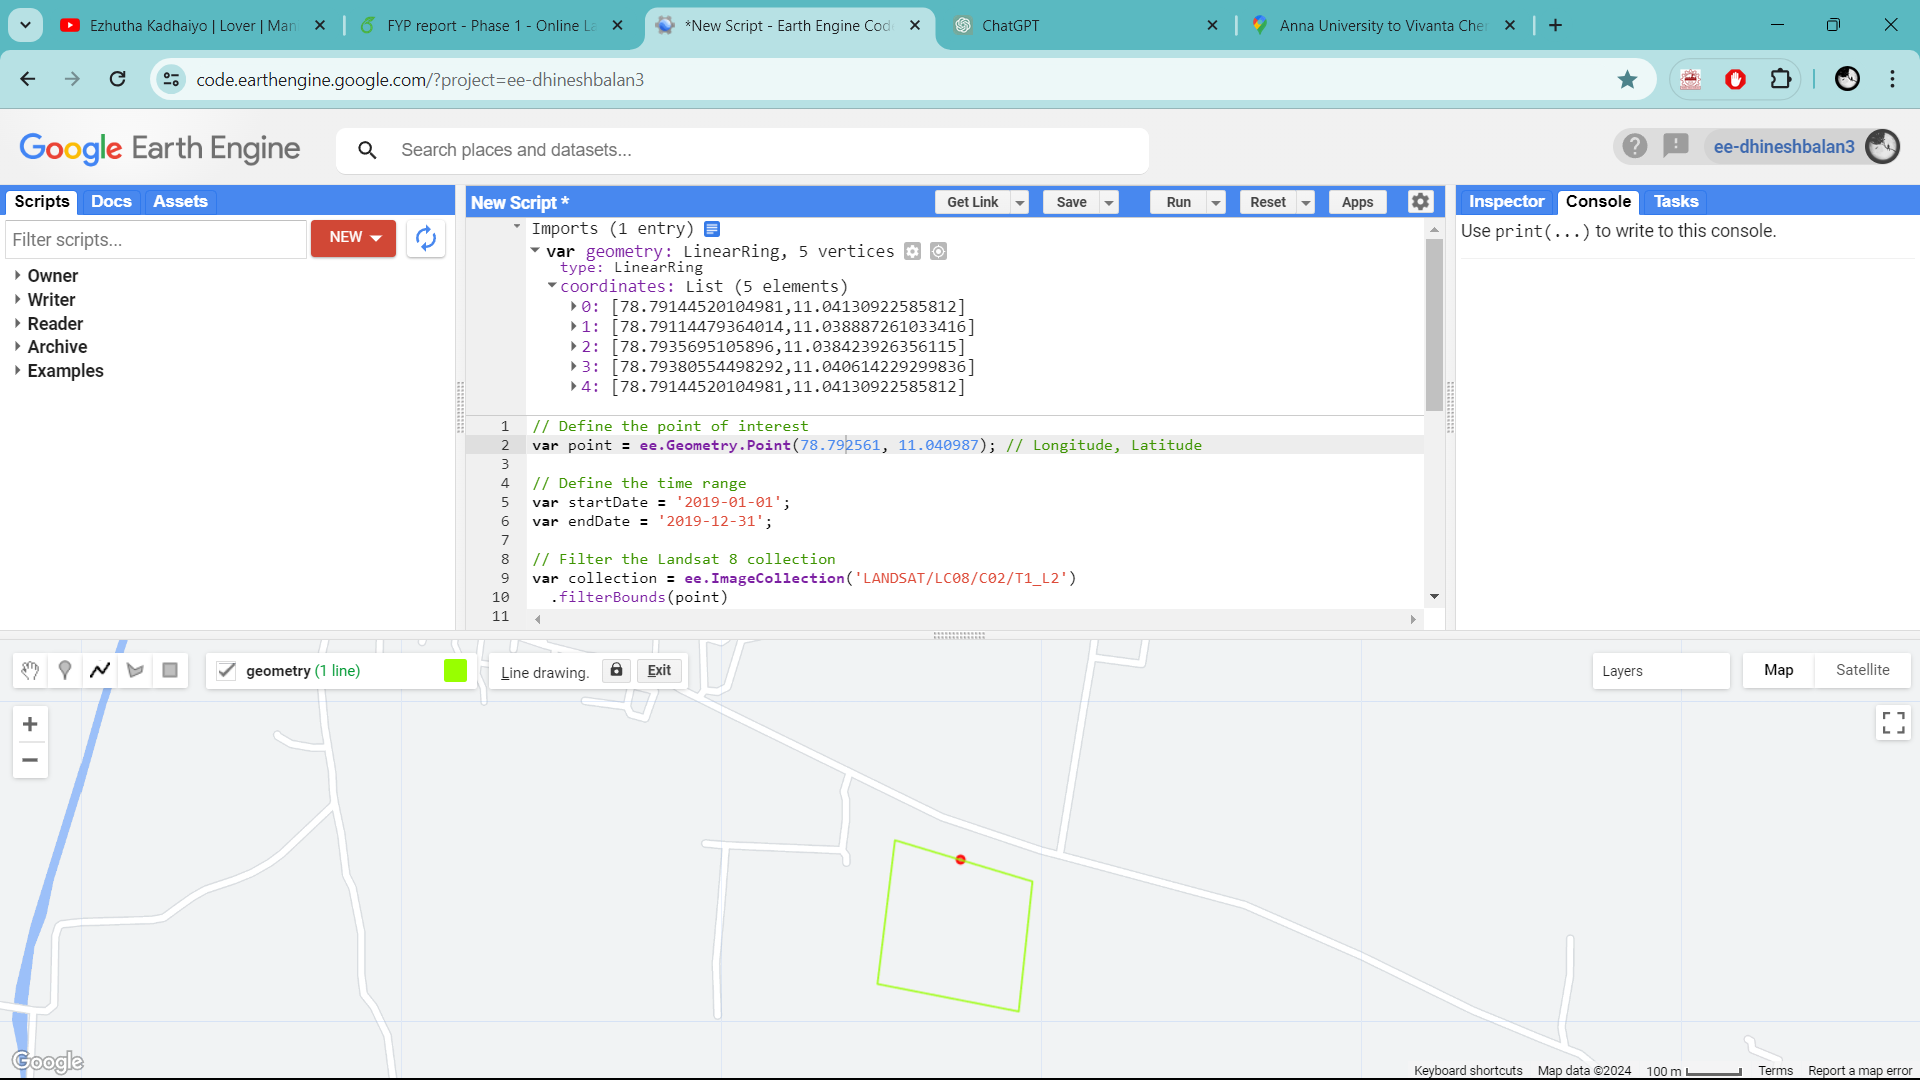 Ezhutha Kadhaiyo | Lover | Man
FYP report - Phase 1 - Online La
*New Script - Earth Engine Cod
ChatGPT
Anna University to Vivanta Che
code.earthengine.google.com/?project=ee-dhineshbalan3
Google Earth Engine
Search places and datasets...
ee-dhineshbalan3
Scripts Docs Assets
New Script *
Get Link Save Run Reset Apps
Inspector Console Tasks
Filter scripts...
NEW
Owner
Writer
Reader
Archive
Examples
Imports (1 entry)
var geometry: LinearRing, 5 vertices
type: LinearRing
coordinates: List (5 elements)
0: [78.79144520104981,11.04130922585812]
1: [78.79114479364014,11.038887261033416]
2: [78.7935695105896,11.038423926356115]
3: [78.79380554498292,11.040614229299836]
4: [78.79144520104981,11.04130922585812]
1 // Define the point of interest
2 var point = ee.Geometry.Point(78.792561, 11.040987); // Longitude, Latitude
3
4 // Define the time range
5 var startDate = '2019-01-01';
6 var endDate = '2019-12-31';
7
8 // Filter the Landsat 8 collection
9 var collection = ee.ImageCollection('LANDSAT/LC08/C02/T1_L2')
10 .filterBounds(point)
11
Use print(...) to write to this console.
geometry (1 line)
Line drawing. Exit
Layers
Map Satellite
+
−
Google
Keyboard shortcuts Map data ©2024 100 m Terms Report a map error